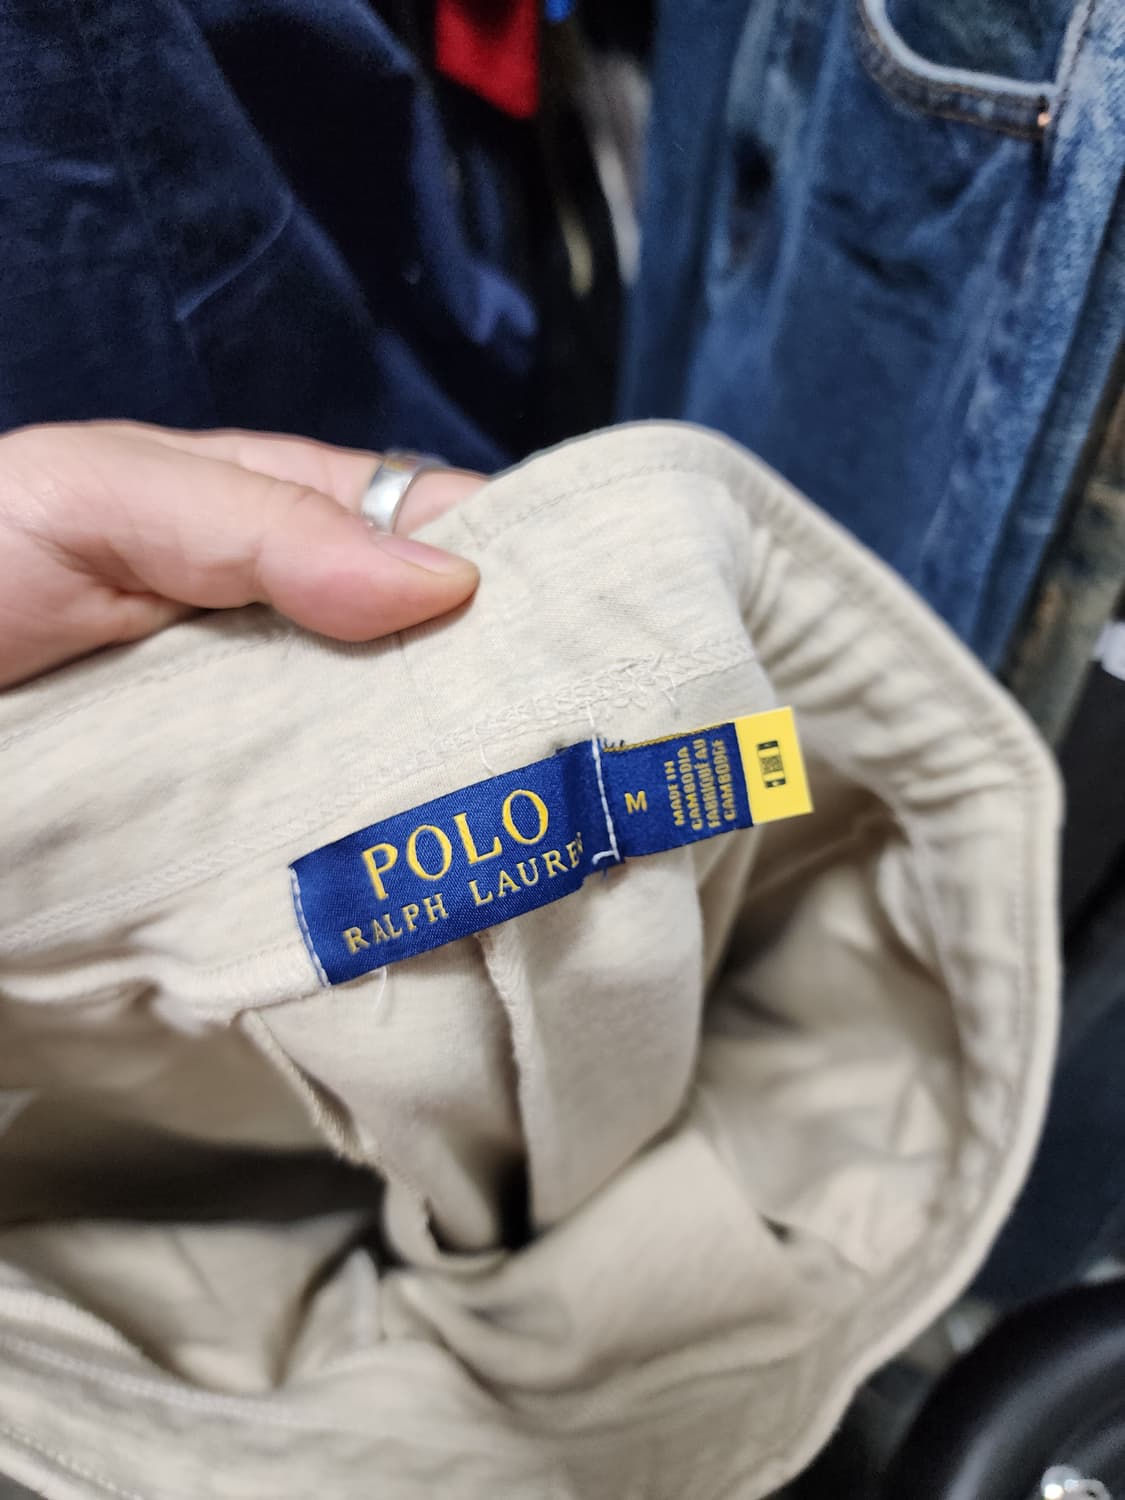 POLO
RALPH LAUREN
M
MADE IN
CAMBODIA
FABRIQUÉ AU
CAMBODGE